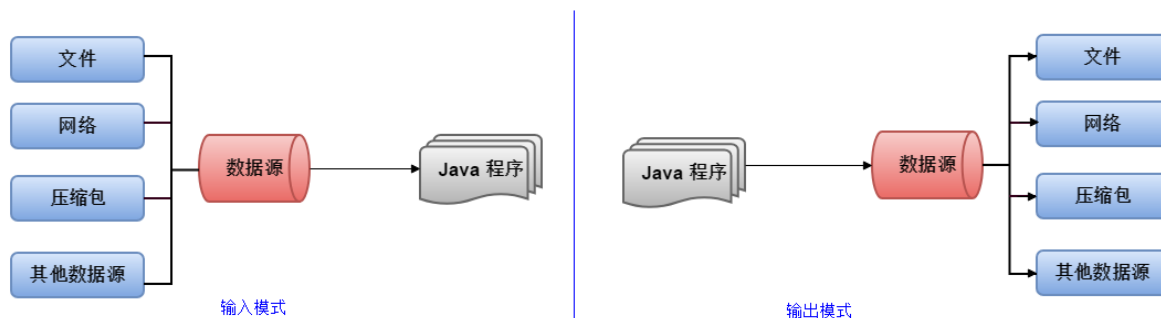 文件
网络
压缩包
其他数据源
数据源
Java 程序
输入模式
Java 程序
数据源
文件
网络
压缩包
其他数据源
输出模式